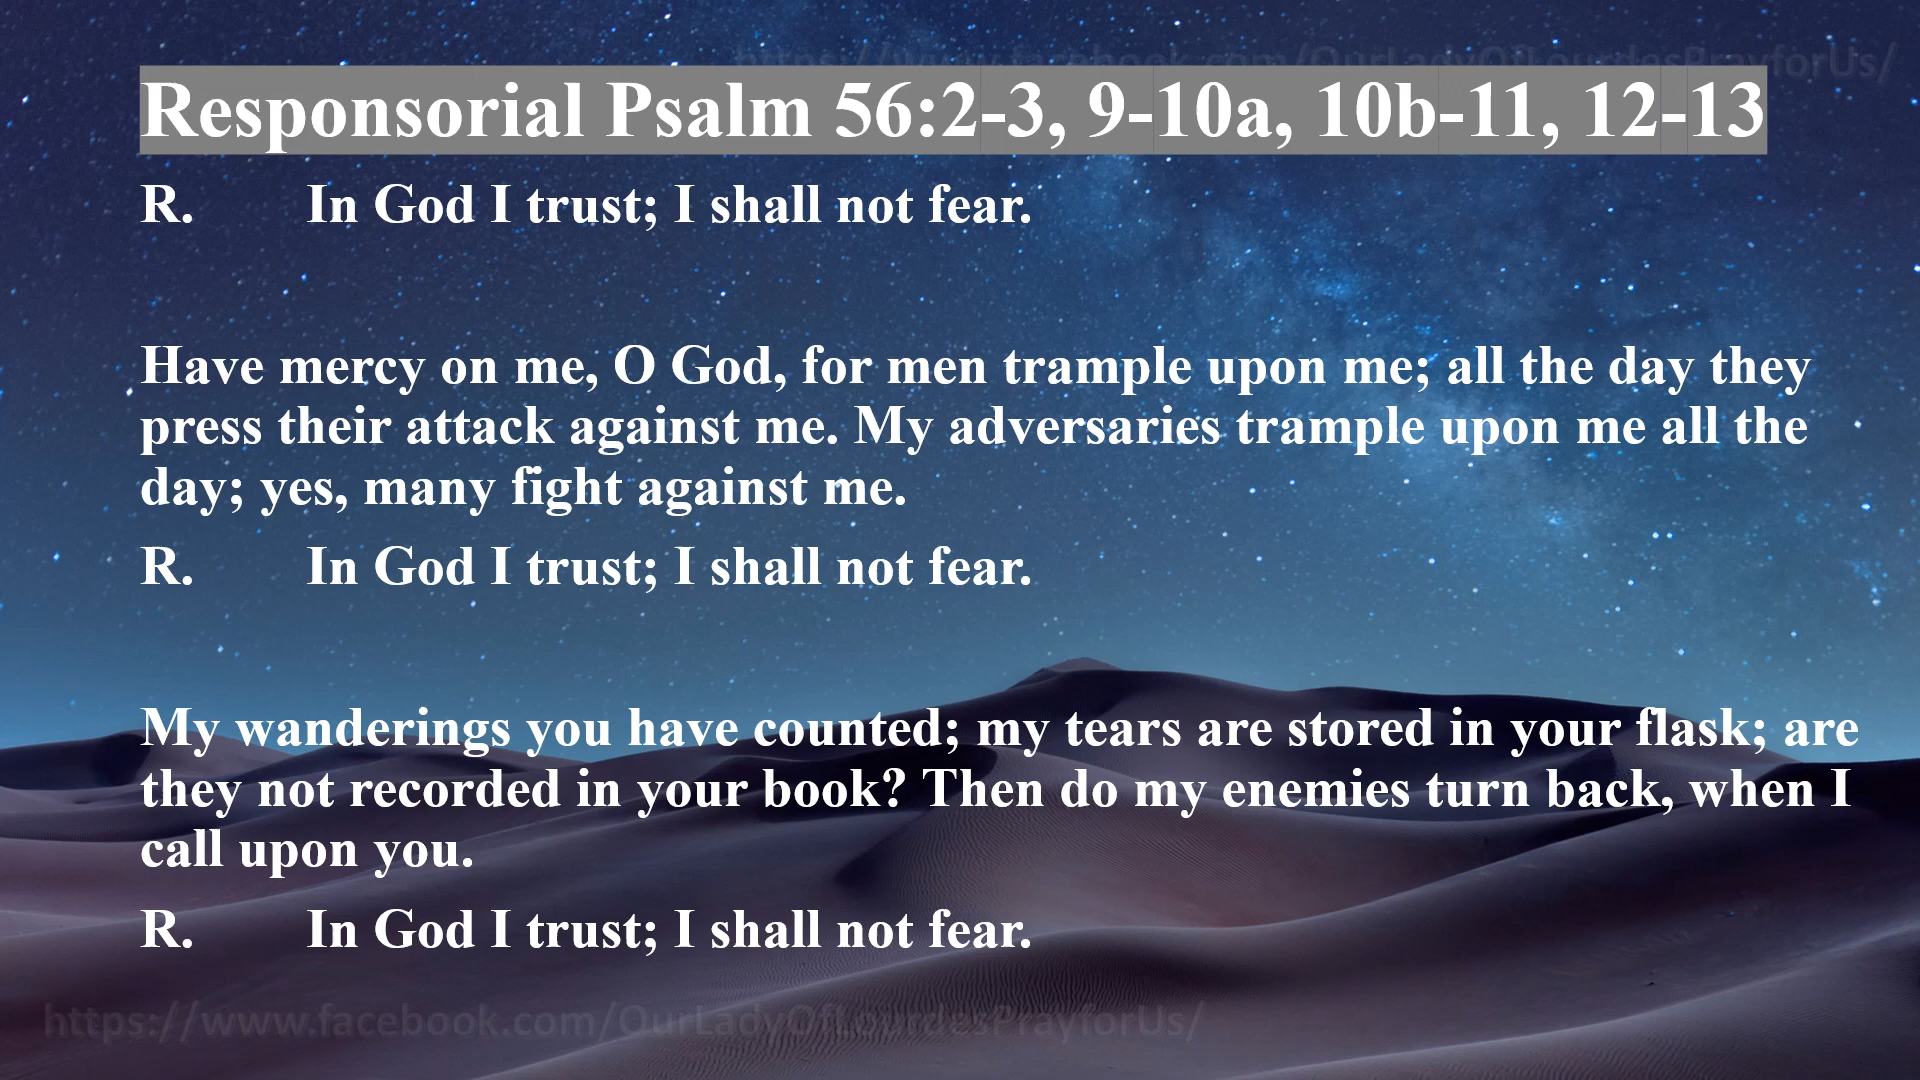 https://www.facebook.com/OurLadyOfLourdesPrayforUs/
Responsorial Psalm 56:2-3, 9-10a, 10b-11, 12-13
R. In God I trust; I shall not fear.
Have mercy on me, O God, for men trample upon me; all the day they
press their attack against me. My adversaries trample upon me all the
day; yes, many fight against me.
R. In God I trust; I shall not fear.
My wanderings you have counted; my tears are stored in your flask; are
they not recorded in your book? Then do my enemies turn back, when I
call upon you.
R. In God I trust; I shall not fear.
https://www.facebook.com/OurLadyOfLourdesPrayforUs/